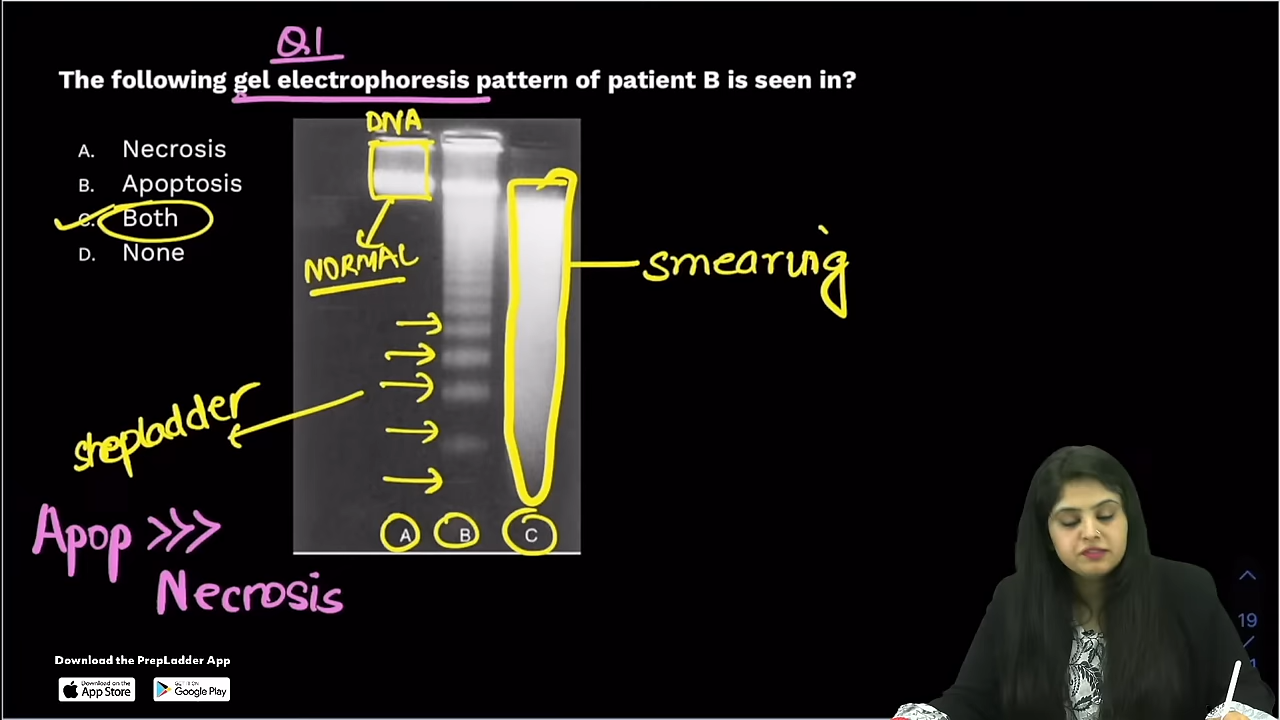 Q.1
The following gel electrophoresis pattern of patient B is seen in?
A. Necrosis
B. Apoptosis
C. Both
D. None
DNA
NORMAL
smearing
stepladder
A B C
Apop >>>
Necrosis
Download the PrepLadder App
Download on the App Store
GET IT ON Google Play
19